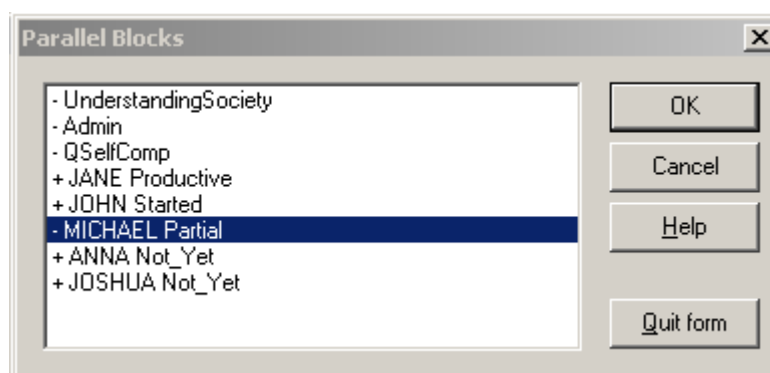 Parallel Blocks
- UnderstandingSociety
- Admin
- QSelfComp
+ JANE Productive
+ JOHN Started
- MICHAEL Partial
+ ANNA Not_Yet
+ JOSHUA Not_Yet
OK
Cancel
Help
Quit form